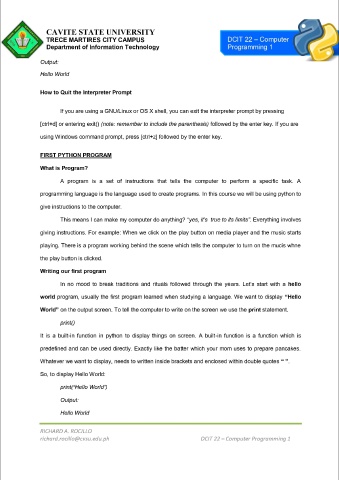 CAVITE STATE UNIVERSITY
TRECE MARTIRES CITY CAMPUS
Department of Information Technology
DCIT 22 – Computer
Programming 1
Output:
Hello World
How to Quit the Interpreter Prompt
If you are using a GNU/Linux or OS X shell, you can exit the interpreter prompt by pressing
[ctrl+d] or entering exit() (note: remember to include the parenthesis) followed by the enter key. If you are
using Windows command prompt, press [ctrl+z] followed by the enter key.
FIRST PYTHON PROGRAM
What is Program?
A program is a set of instructions that tells the computer to perform a specific task. A
programming language is the language used to create programs. In this course we will be using python to
give instructions to the computer.
This means I can make my computer do anything? "yes, it's true to its limits". Everything involves
giving instructions. For example: When we click on the play button on media player and the music starts
playing. There is a program working behind the scene which tells the computer to turn on the mucis whne
the play button is clicked.
Writing our first program
In no mood to break traditions and rituals followed through the years. Let's start with a hello
world program, usually the first program learned when studying a language. We want to display "Hello
World" on the output screen. To tell the computer to write on the screen we use the print statement.
print()
It is a built-in function in python to display things on screen. A built-in function is a function which is
predefined and can be used directly. Exactly like the batter which your mom uses to prepare pancakes.
Whatever we want to display, needs to written inside brackets and enclosed within double quotes " ".
So, to display Hello World:
print("Hello World")
Output:
Hello World
RICHARD A. ROCILLO
richard.rocillo@cvsu.edu.ph DCIT 22 – Computer Programming 1